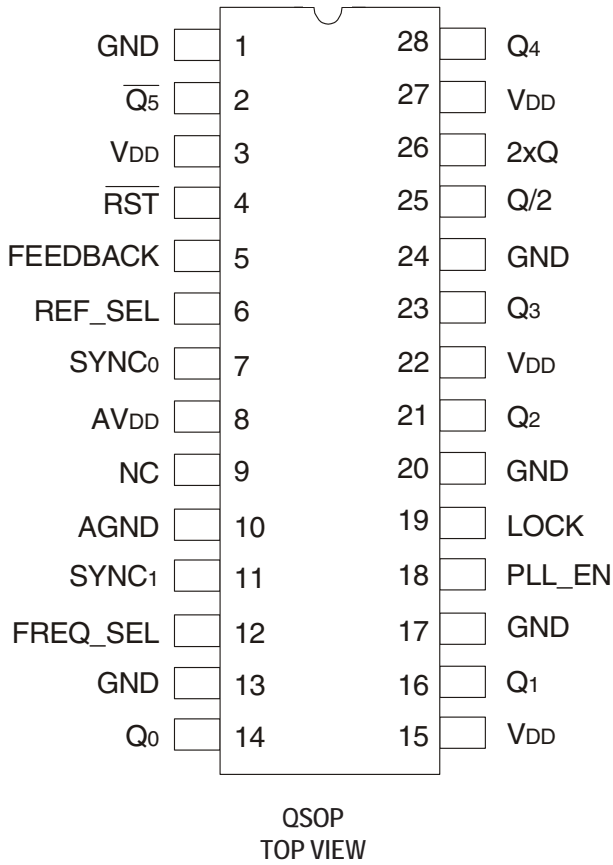 GND 1 28 Q4
Q̅5̅ 2 27 VDD
VDD 3 26 2xQ
R̅S̅T̅ 4 25 Q/2
FEEDBACK 5 24 GND
REF_SEL 6 23 Q3
SYNC0 7 22 VDD
AVDD 8 21 Q2
NC 9 20 GND
AGND 10 19 LOCK
SYNC1 11 18 PLL_EN
FREQ_SEL 12 17 GND
GND 13 16 Q1
Q0 14 15 VDD
QSOP
TOP VIEW